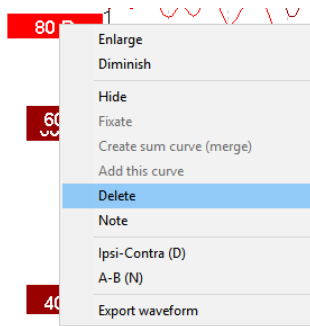 80
Enlarge
Diminish
Hide
60
Fixate
Create sum curve (merge)
Add this curve
Delete
Note
Ipsi-Contra (D)
A-B (N)
40
Export waveform